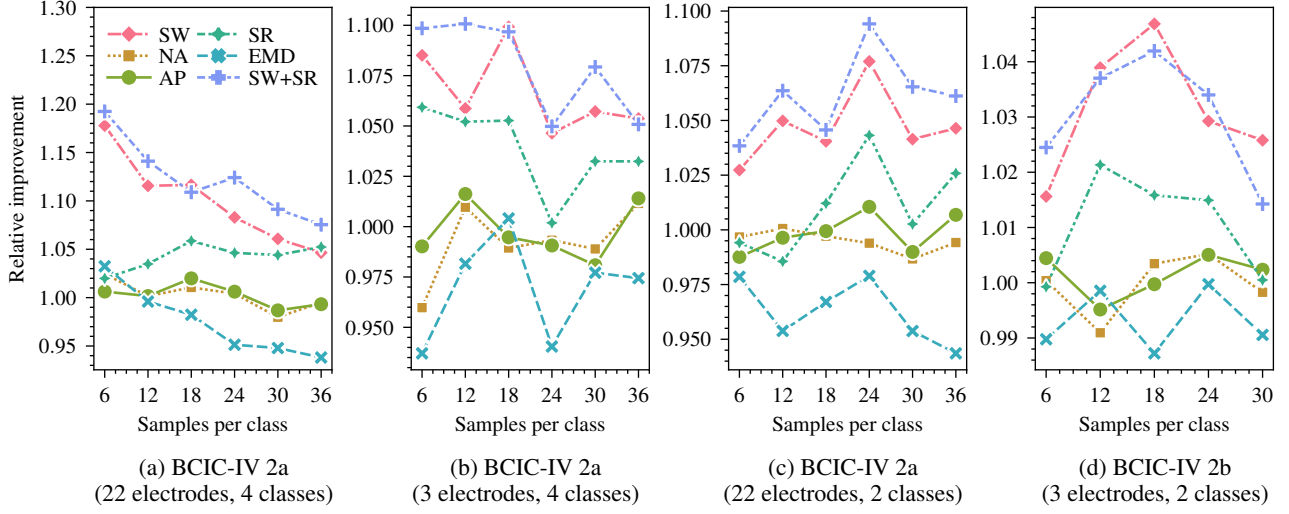 Relative improvement
1.30
1.25
1.20
1.15
1.10
1.05
1.00
0.95
SW
NA
AP
SR
EMD
SW+SR
6 12 18 24 30 36
Samples per class
(a) BCIC-IV 2a
(22 electrodes, 4 classes)
1.100
1.075
1.050
1.025
1.000
0.975
0.950
6 12 18 24 30 36
Samples per class
(b) BCIC-IV 2a
(3 electrodes, 4 classes)
1.100
1.075
1.050
1.025
1.000
0.975
0.950
6 12 18 24 30 36
Samples per class
(c) BCIC-IV 2a
(22 electrodes, 2 classes)
1.04
1.03
1.02
1.01
1.00
0.99
6 12 18 24 30
Samples per class
(d) BCIC-IV 2b
(3 electrodes, 2 classes)